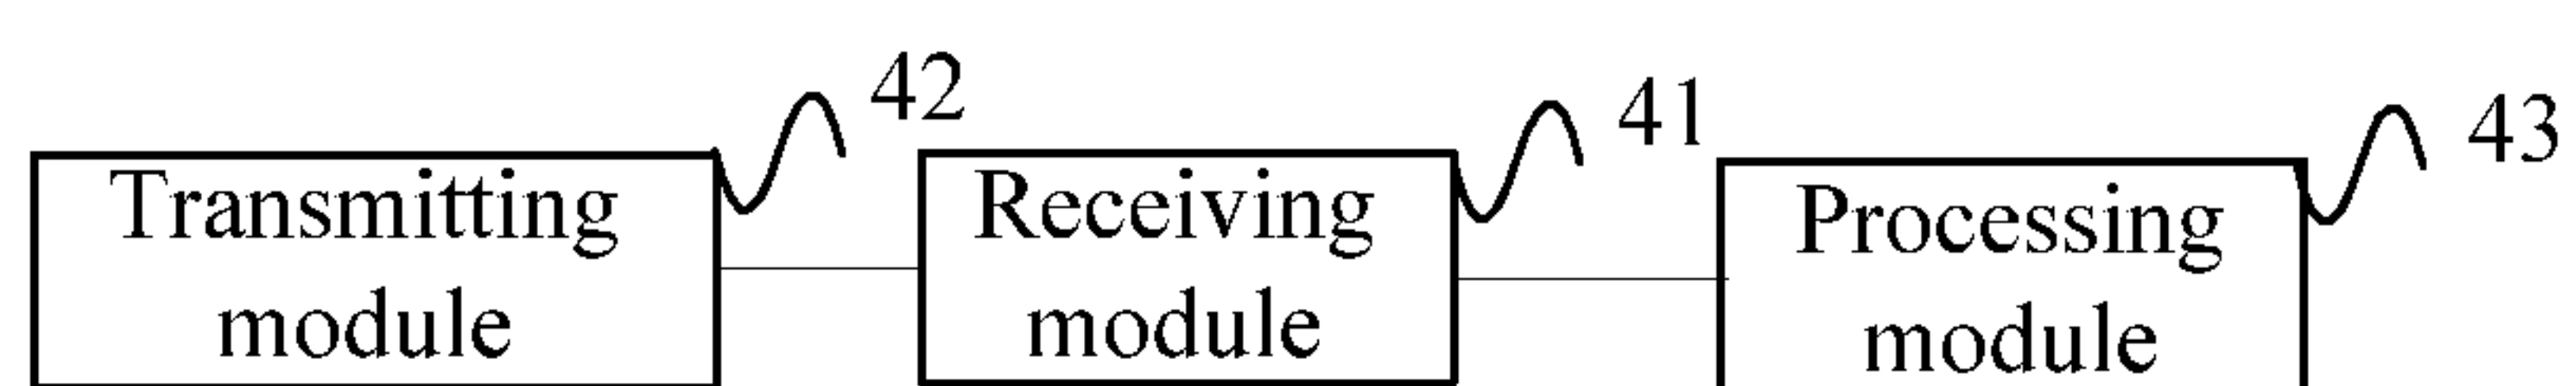 42
41
43
Transmitting
module
Receiving
module
Processing
module